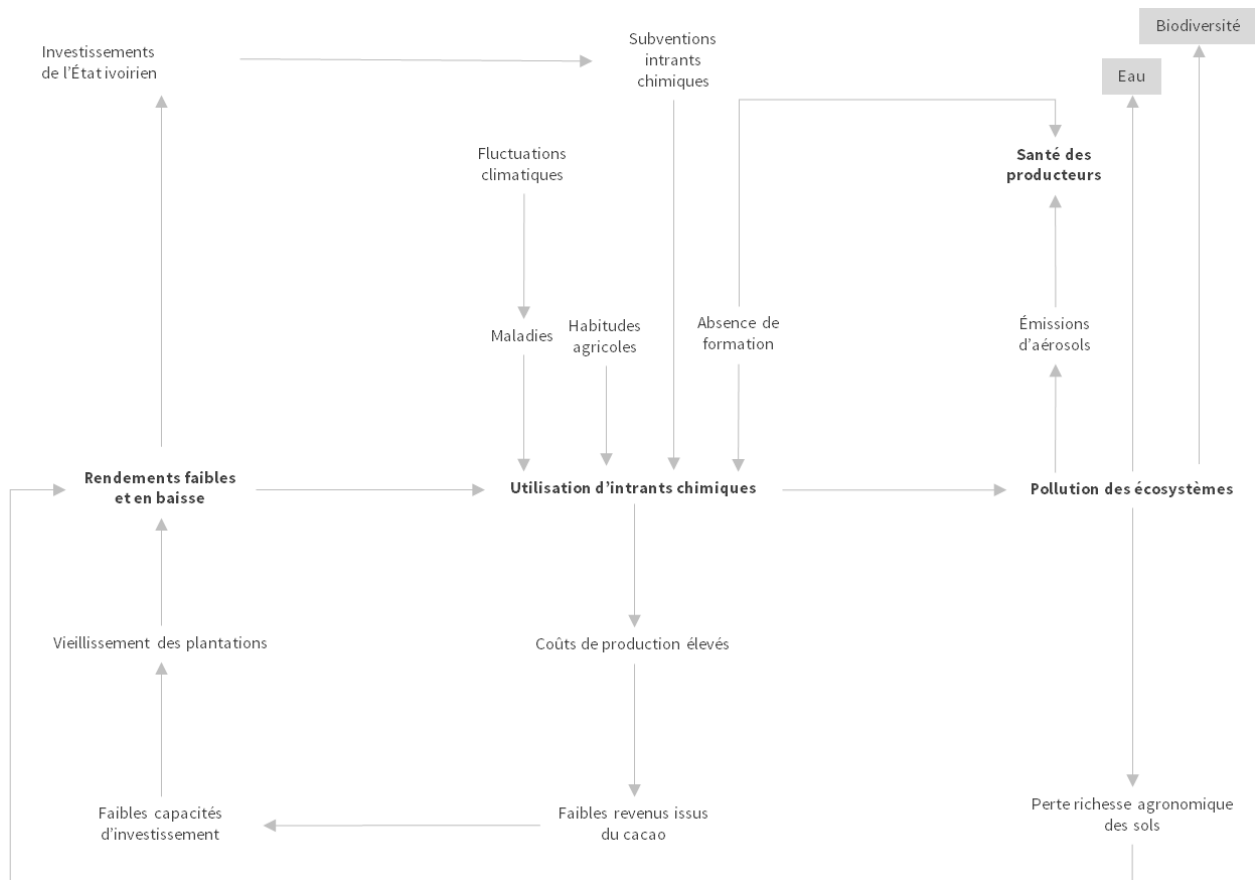 Biodiversité
Investissements
de l'État ivoirien
Subventions
intrants
chimiques
Eau
Fluctuations
climatiques
Santé des
producteurs
Maladies
Habitudes
agricoles
Absence de
formation
Émissions
d'aérosols
Rendements faibles
et en baisse
Utilisation d'intrants chimiques
Pollution des écosystèmes
Vieillissement des plantations
Coûts de production élevés
Faibles capacités
d'investissement
Faibles revenus issus
du cacao
Perte richesse agronomique
des sols